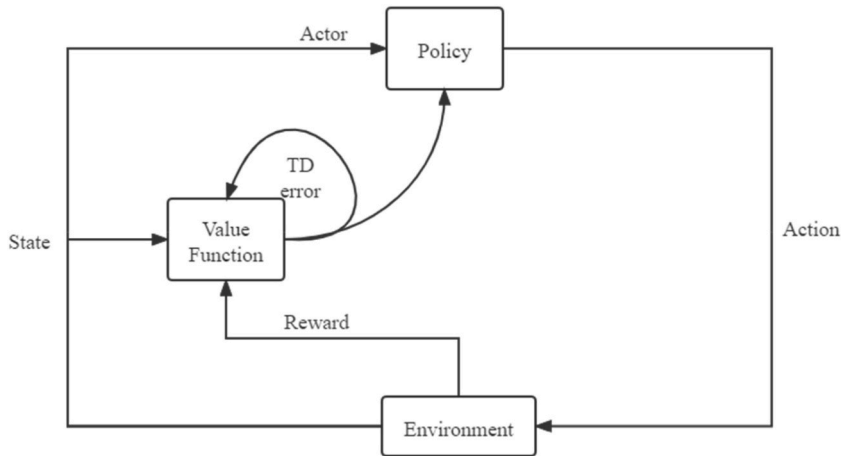 Actor
Policy
TD
error
Value
Function
State
Action
Reward
Environment